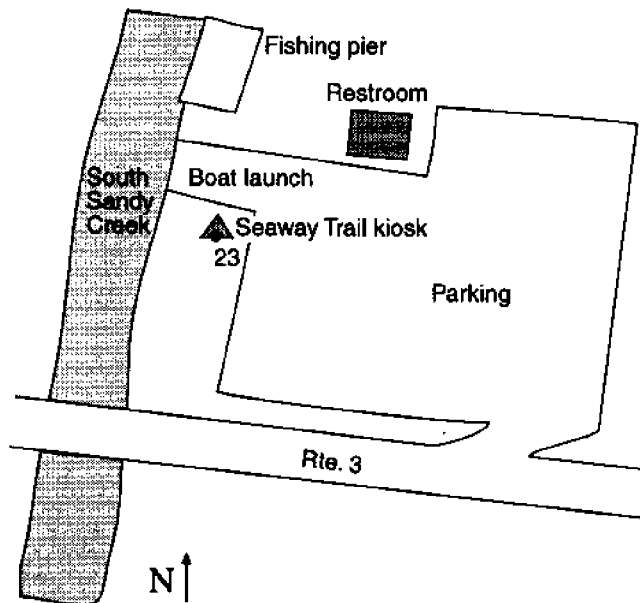 Fishing pier
Restroom
South
Sandy
Creek
Boat launch
Seaway Trail kiosk
23
Parking
Rte. 3
N